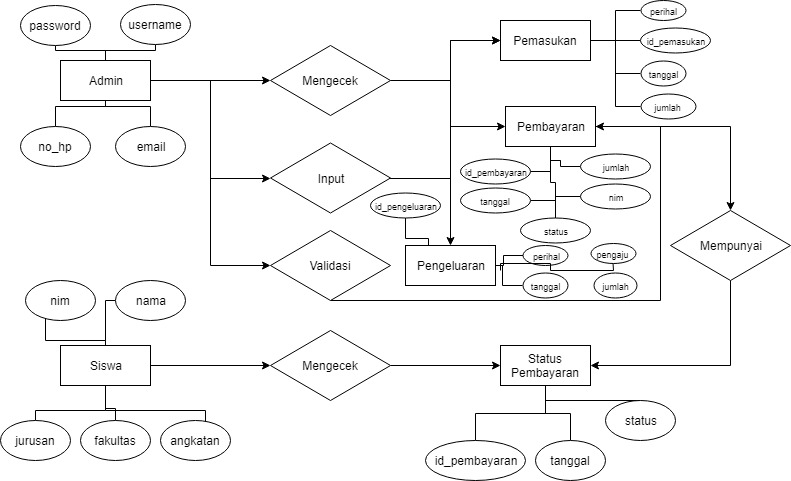 password
username
perihal
Pemasukan
id_pemasukan
Admin
Mengecek
tanggal
jumlah
Pembayaran
no_hp
email
id_pembayaran
jumlah
Input
tanggal
nim
id_pengeluaran
status
Mempunyai
Validasi
Pengeluaran
perihal
pengaju
tanggal
jumlah
nim
nama
Siswa
Mengecek
Status
Pembayaran
jurusan
fakultas
angkatan
status
id_pembayaran
tanggal